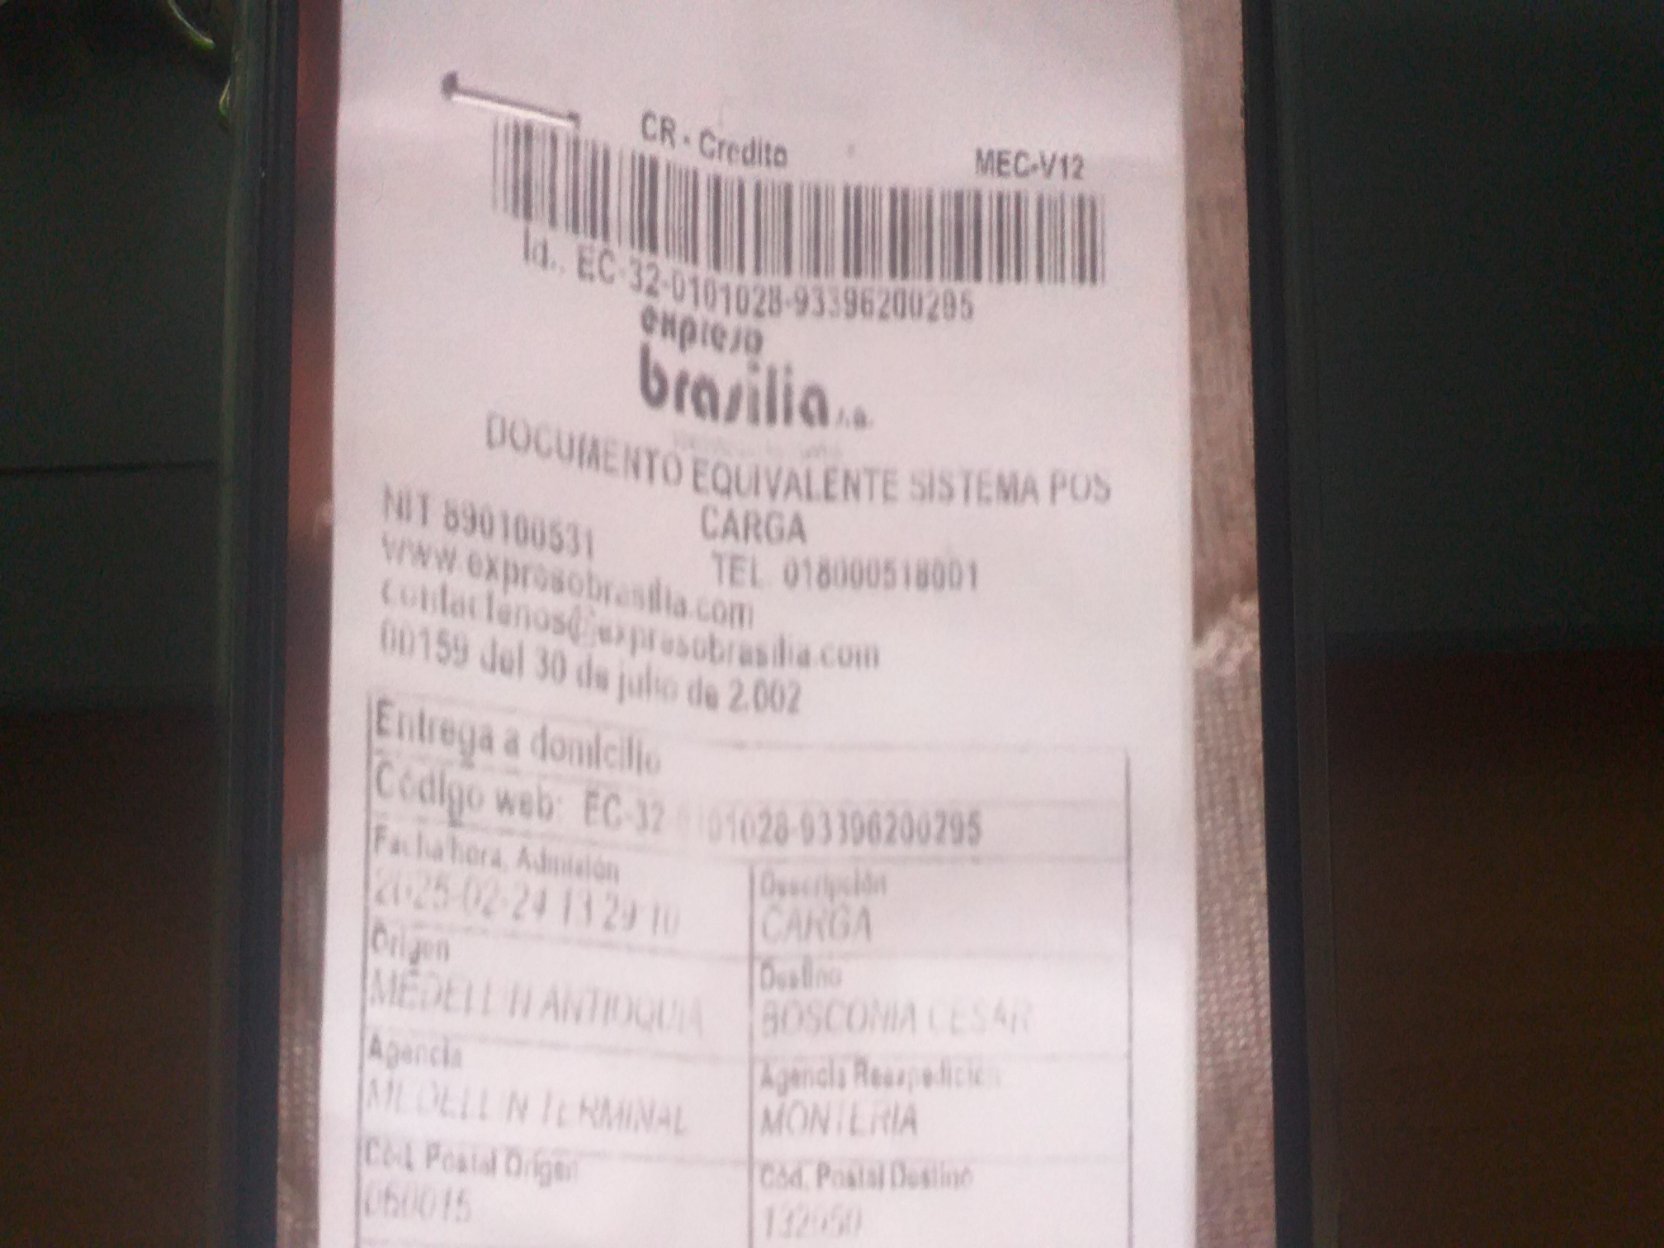 CR - Credito MEC-V12
Id.. EC-32-0101028-93396200295
expreso
brasilia s.a.
DOCUMENTO EQUIVALENTE SISTEMA POS
CARGA
NIT 890100531
TEL 018000518001
www.expresobrasilia.com
contactenos@expresobrasilia.com
00159 del 30 de julio de 2.002
Entrega a domicilio
Código web: EC-32 0101028-93396200295
Fecha/hora, Admisión
2025-02-24 13 29 10
Descripción
CARGA
Origen
MEDELLIN ANTIOQUIA
Destino
BOSCONIA CESAR
Agencia
MEDELLIN TERMINAL
Agencia Reexpedición
MONTERIA
Cód. Postal Origen
050015
Cód. Postal Destino